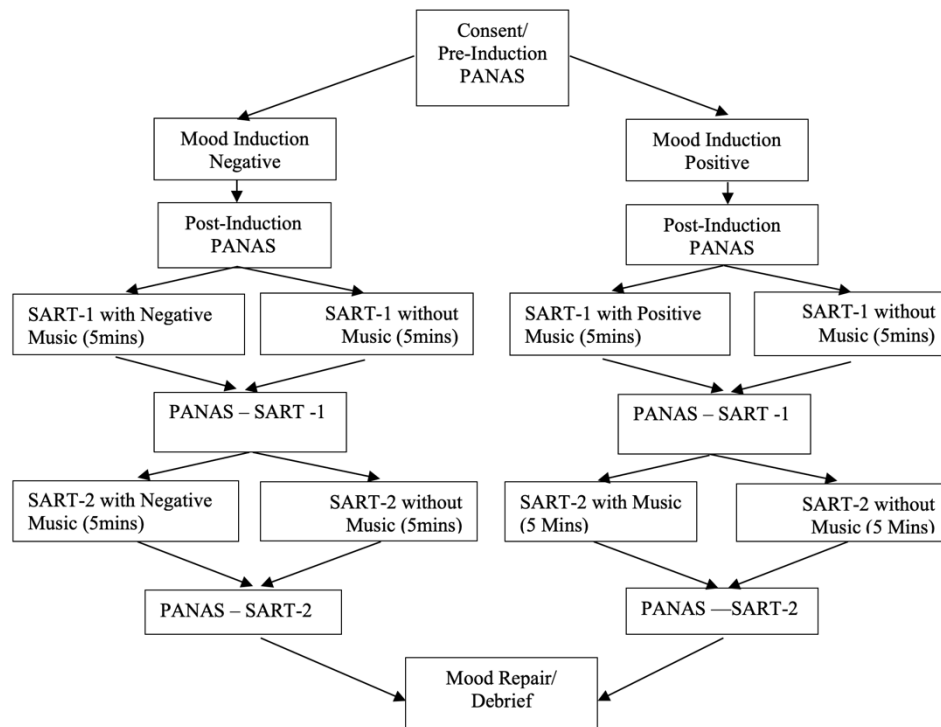 Consent/
Pre-Induction
PANAS
Mood Induction
Negative
Mood Induction
Positive
Post-Induction
PANAS
Post-Induction
PANAS
SART-1 with Negative
Music (5mins)
SART-1 without
Music (5mins)
SART-1 with Positive
Music (5mins)
SART-1 without
Music (5mins)
PANAS – SART -1
PANAS – SART -1
SART-2 with Negative
Music (5mins)
SART-2 without
Music (5mins)
SART-2 with Music
(5 Mins)
SART-2 without
Music (5 Mins)
PANAS – SART-2
PANAS —SART-2
Mood Repair/
Debrief